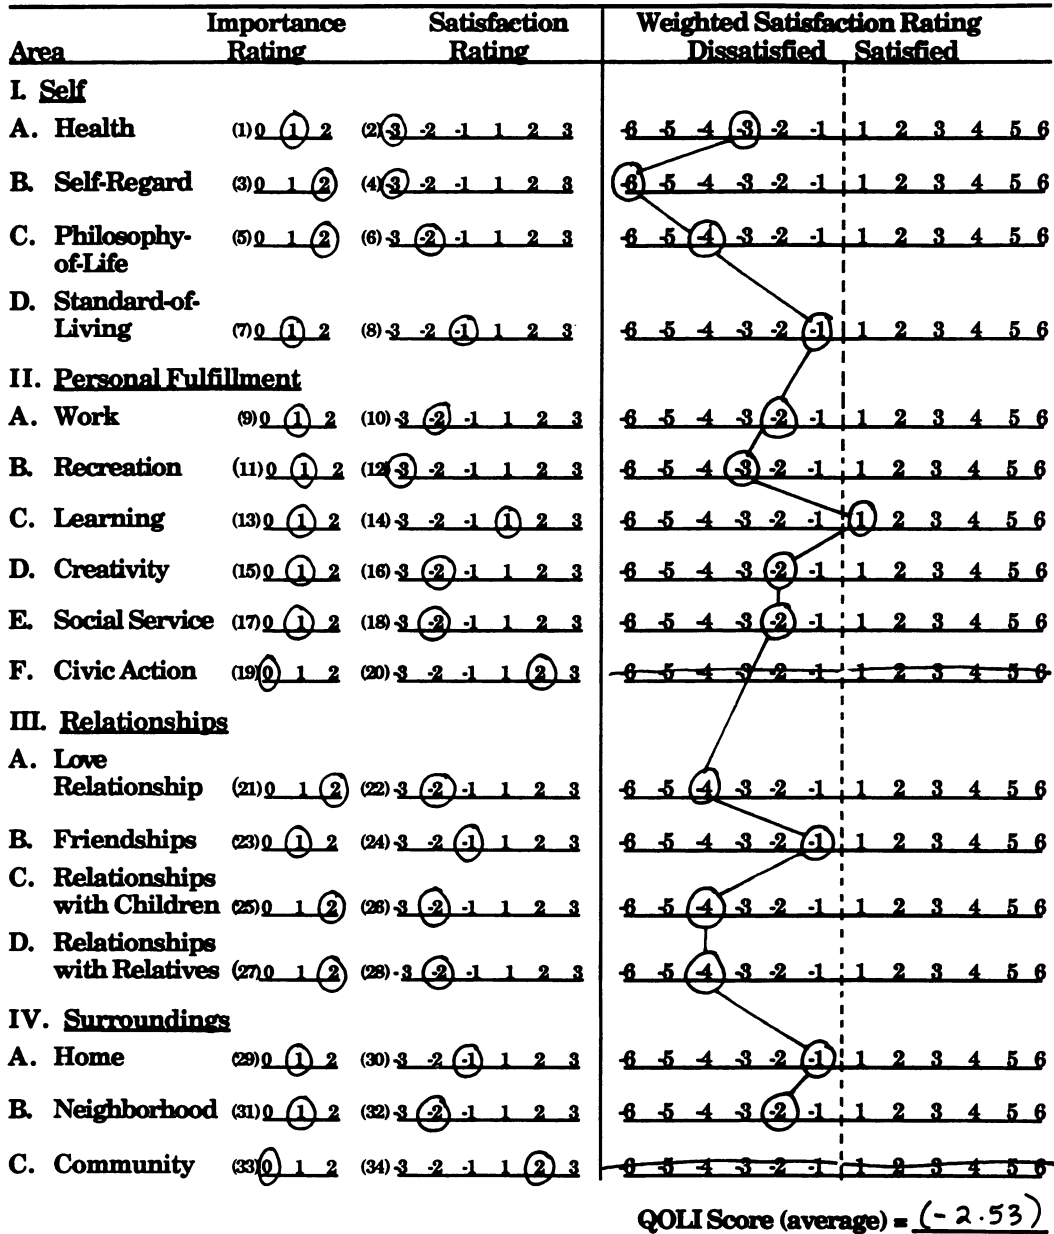 Importance Satisfaction Weighted Satisfaction Rating
Area Rating Rating Dissatisfied Satisfied
I. Self
A. Health (1) 0 1 2 (2) -3 -2 -1 1 2 3 -6 -5 -4 -3 -2 -1 1 2 3 4 5 6
B. Self-Regard (3) 0 1 2 (4) -3 -2 -1 1 2 3 -6 -5 -4 -3 -2 -1 1 2 3 4 5 6
C. Philosophy- (5) 0 1 2 (6) -3 -2 -1 1 2 3 -6 -5 -4 -3 -2 -1 1 2 3 4 5 6
of-Life
D. Standard-of-
Living (7) 0 1 2 (8) -3 -2 -1 1 2 3 -6 -5 -4 -3 -2 -1 1 2 3 4 5 6
II. Personal Fulfillment
A. Work (9) 0 1 2 (10) -3 -2 -1 1 2 3 -6 -5 -4 -3 -2 -1 1 2 3 4 5 6
B. Recreation (11) 0 1 2 (12) -3 -2 -1 1 2 3 -6 -5 -4 -3 -2 -1 1 2 3 4 5 6
C. Learning (13) 0 1 2 (14) -3 -2 -1 1 2 3 -6 -5 -4 -3 -2 -1 1 2 3 4 5 6
D. Creativity (15) 0 1 2 (16) -3 -2 -1 1 2 3 -6 -5 -4 -3 -2 -1 1 2 3 4 5 6
E. Social Service (17) 0 1 2 (18) -3 -2 -1 1 2 3 -6 -5 -4 -3 -2 -1 1 2 3 4 5 6
F. Civic Action (19) 0 1 2 (20) -3 -2 -1 1 2 3 -6 -5 -4 -3 -2 -1 1 2 3 4 5 6
III. Relationships
A. Love
Relationship (21) 0 1 2 (22) -3 -2 -1 1 2 3 -6 -5 -4 -3 -2 -1 1 2 3 4 5 6
B. Friendships (23) 0 1 2 (24) -3 -2 -1 1 2 3 -6 -5 -4 -3 -2 -1 1 2 3 4 5 6
C. Relationships
with Children (25) 0 1 2 (26) -3 -2 -1 1 2 3 -6 -5 -4 -3 -2 -1 1 2 3 4 5 6
D. Relationships
with Relatives (27) 0 1 2 (28) -3 -2 -1 1 2 3 -6 -5 -4 -3 -2 -1 1 2 3 4 5 6
IV. Surroundings
A. Home (29) 0 1 2 (30) -3 -2 -1 1 2 3 -6 -5 -4 -3 -2 -1 1 2 3 4 5 6
B. Neighborhood (31) 0 1 2 (32) -3 -2 -1 1 2 3 -6 -5 -4 -3 -2 -1 1 2 3 4 5 6
C. Community (33) 0 1 2 (34) -3 -2 -1 1 2 3 -6 -5 -4 -3 -2 -1 1 2 3 4 5 6
QOLI Score (average) = (-2.53)